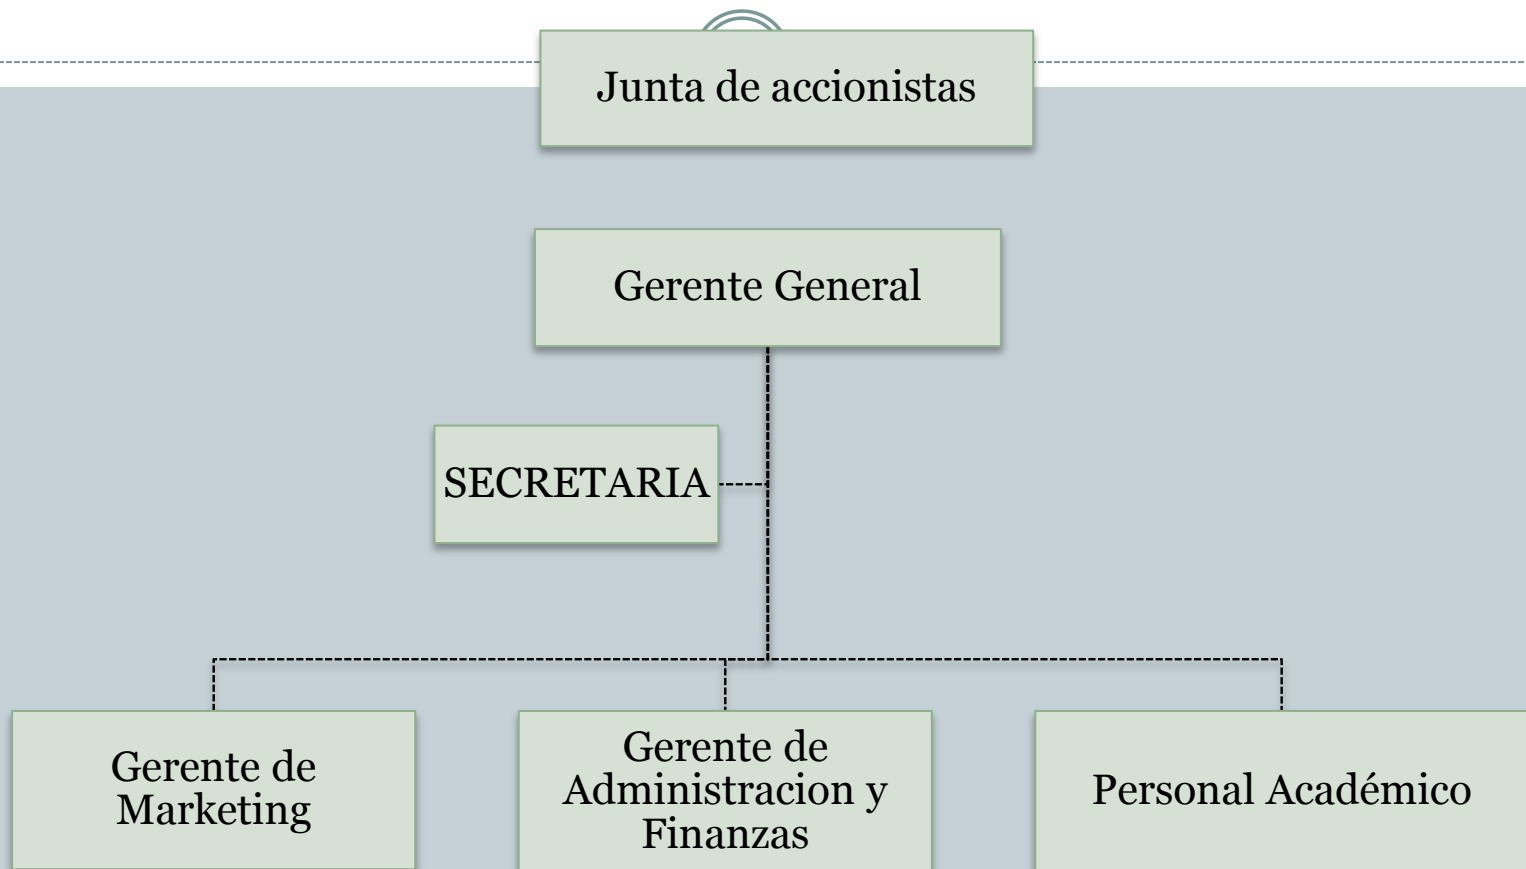 Junta de accionistas
Gerente General
SECRETARIA
Gerente de
Marketing
Gerente de
Administracion y
Finanzas
Personal Académico